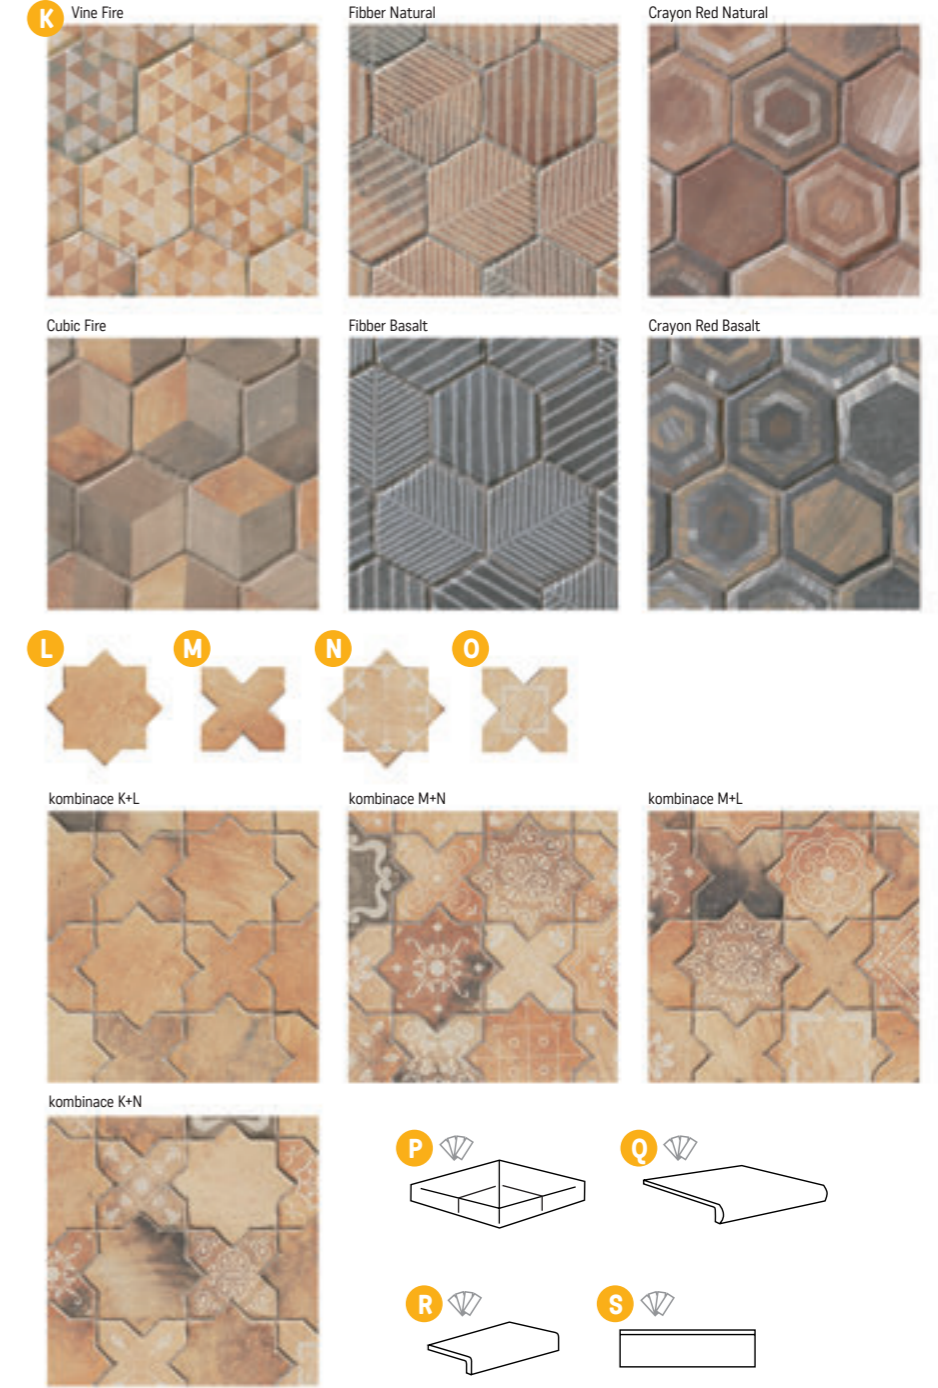 K Vine Fire Fibber Natural Crayon Red Natural
Cubic Fire Fibber Basalt Crayon Red Basalt
L M N O
kombinace K+L kombinace M+N kombinace M+L
kombinace K+N
P Q
R S